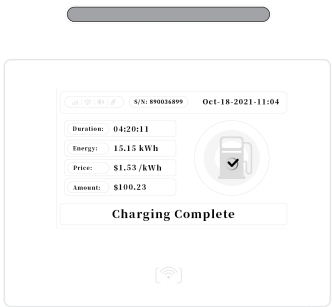 S/N: 890036899 Oct-18-2021-11:04
Duration: 04:20:11
Energy: 15.15 kWh
Price: $1.53 /kWh
Amount: $100.23
Charging Complete